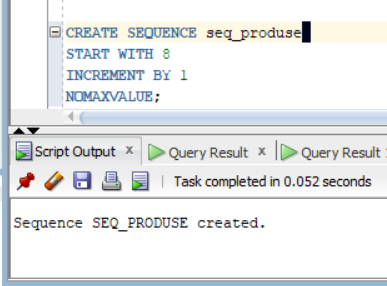 CREATE SEQUENCE seq_produse
START WITH 8
INCREMENT BY 1
NOMAXVALUE;
Script Output x Query Result x Query Result
Task completed in 0.052 seconds
Sequence SEQ_PRODUSE created.